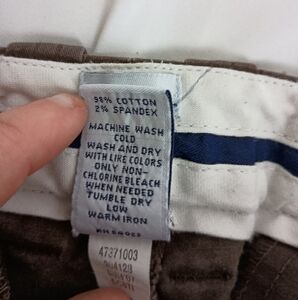 98% COTTON
2% SPANDEX
MACHINE WASH
COLD
WASH AND DRY
WITH LIKE COLORS
ONLY NON-
CHLORINE BLEACH
WHEN NEEDED
TUMBLE DRY
LOW
WARM IRON
47371003